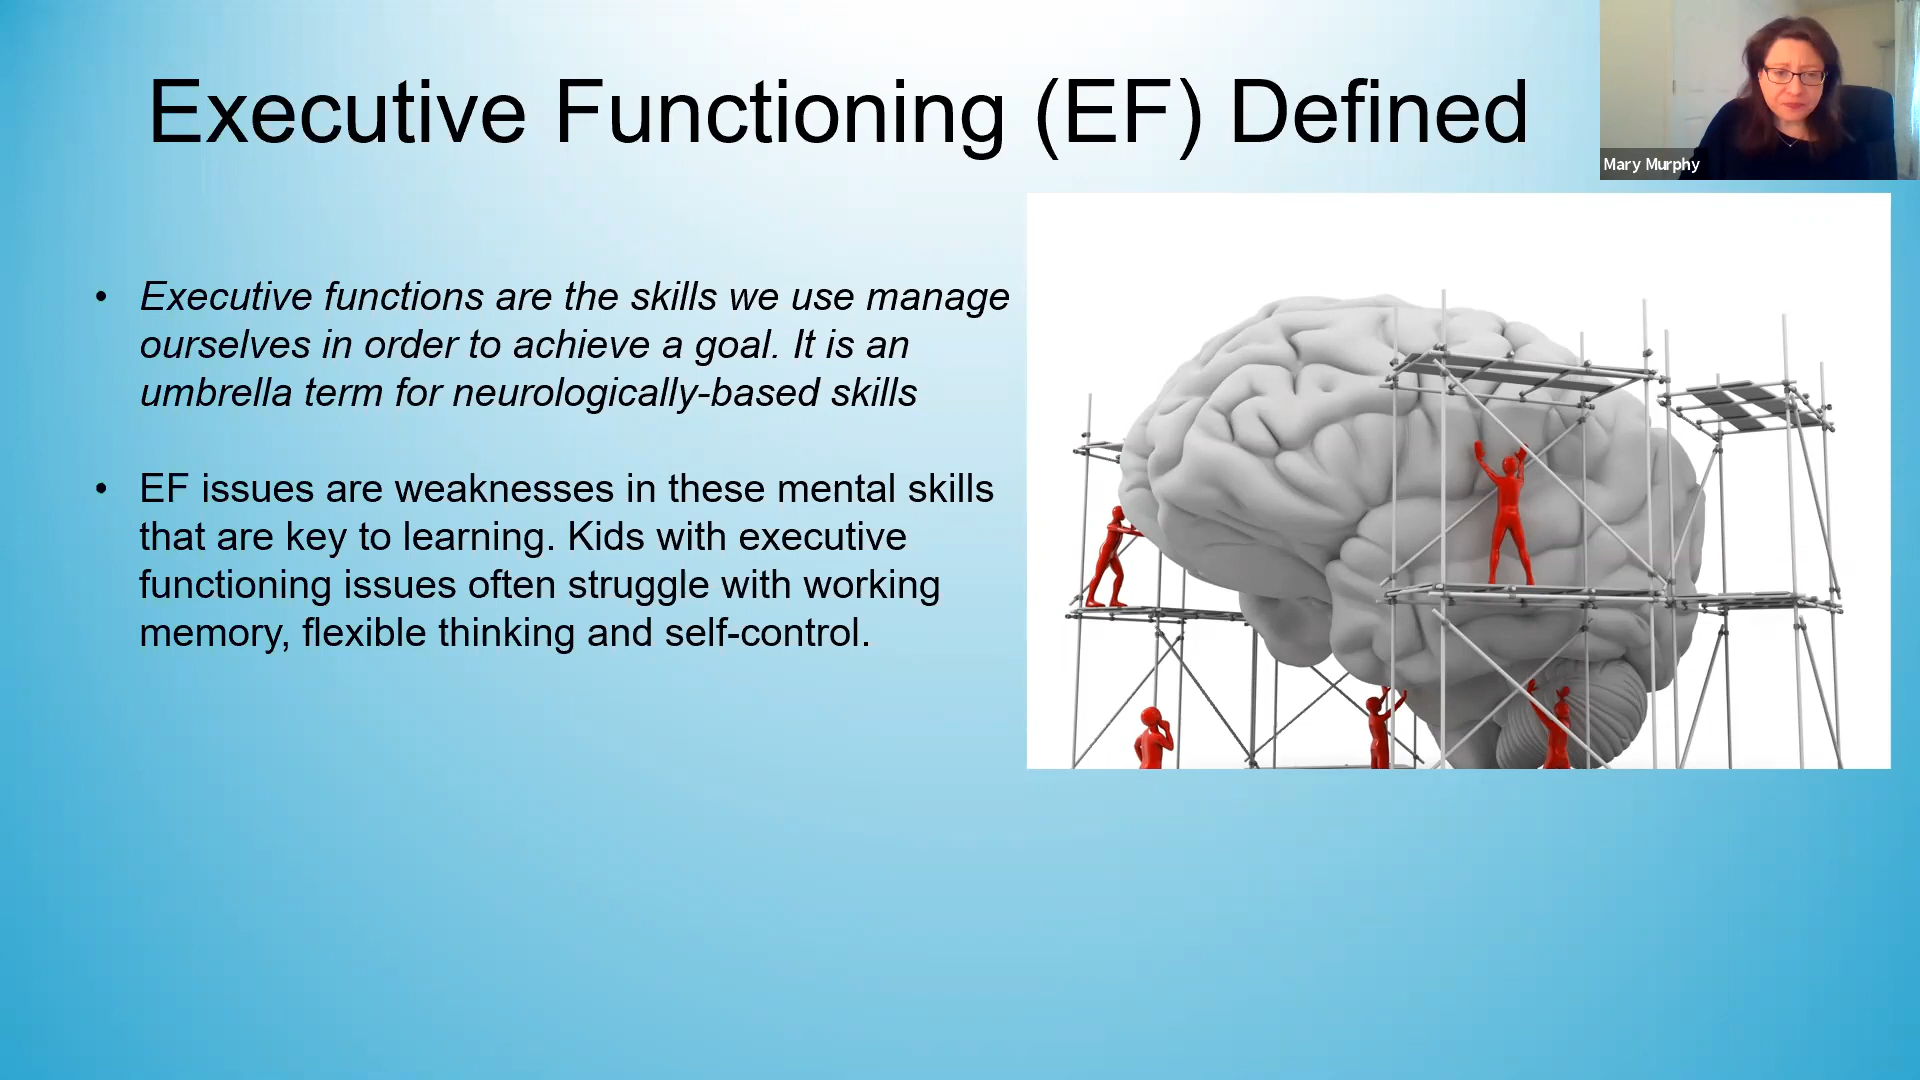 Executive Functioning (EF) Defined
Mary Murphy
• Executive functions are the skills we use manage
ourselves in order to achieve a goal. It is an
umbrella term for neurologically-based skills
• EF issues are weaknesses in these mental skills
that are key to learning. Kids with executive
functioning issues often struggle with working
memory, flexible thinking and self-control.